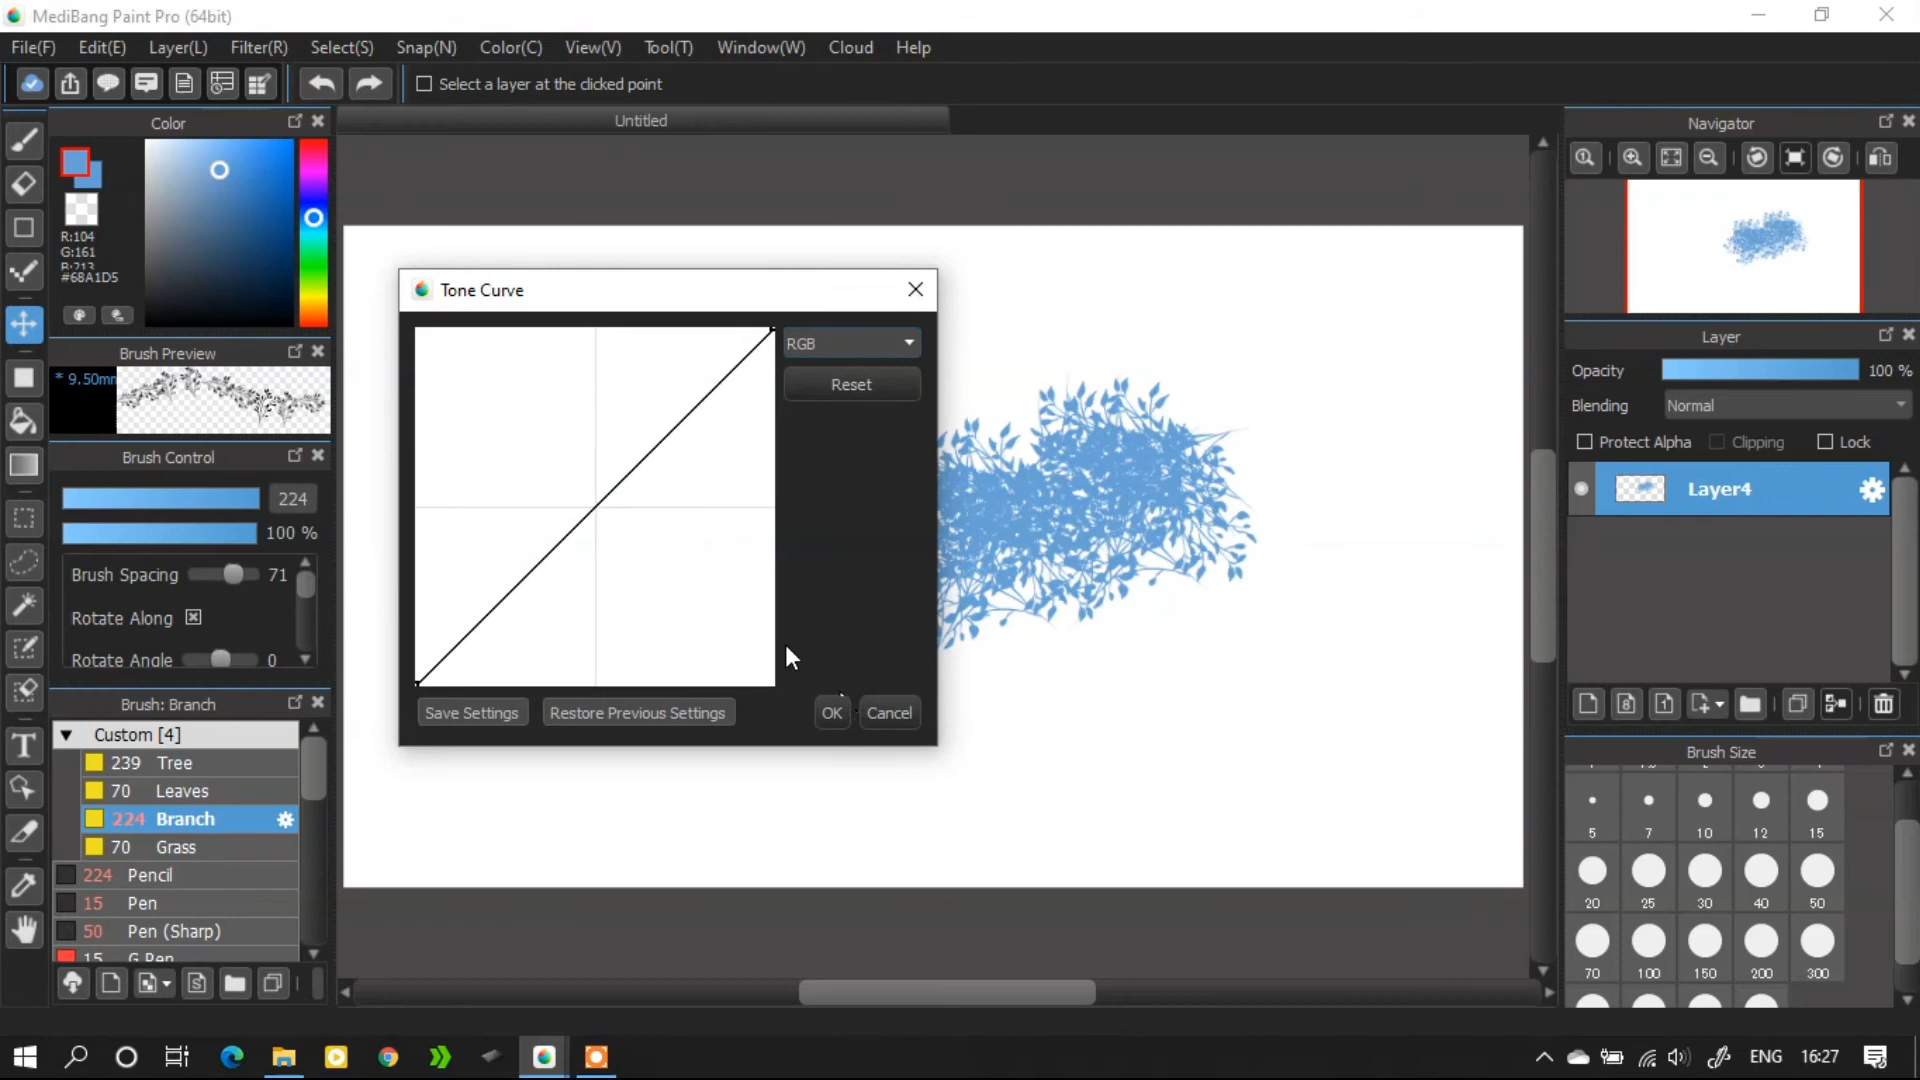 MediBang Paint Pro (64bit)
File(F) Edit(E) Layer(L) Filter(R) Select(S) Snap(N) Color(C) View(V) Tool(T) Window(W) Cloud Help
Select a layer at the clicked point
Color
R:104
G:161
B:213
#68A1D5
Brush Preview
* 9.50mm
Brush Control
224
100 %
Brush Spacing 71
Rotate Along
Rotate Angle 0
Brush: Branch
Custom [4]
239 Tree
70 Leaves
224 Branch
70 Grass
224 Pencil
15 Pen
50 Pen (Sharp)
15 G Pen
Untitled
Tone Curve
RGB
Reset
Save Settings Restore Previous Settings OK Cancel
Navigator
Layer
Opacity 100 %
Blending Normal
Protect Alpha Clipping Lock
Layer4
Brush Size
5 7 10 12 15
20 25 30 40 50
70 100 150 200 300
ENG 16:27